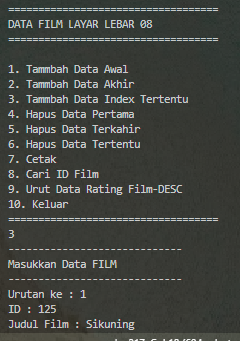 ===================================
DATA FILM LAYAR LEBAR 08
===================================
1. Tammbah Data Awal
2. Tammbah Data Akhir
3. Tammbah Data Index Tertentu
4. Hapus Data Pertama
5. Hapus Data Terkahir
6. Hapus Data Tertentu
7. Cetak
8. Cari ID Film
9. Urut Data Rating Film-DESC
10. Keluar
===================================
3
-----------------------------
Masukkan Data FILM
-----------------------------
Urutan ke : 1
ID : 125
Judul Film : Sikuning